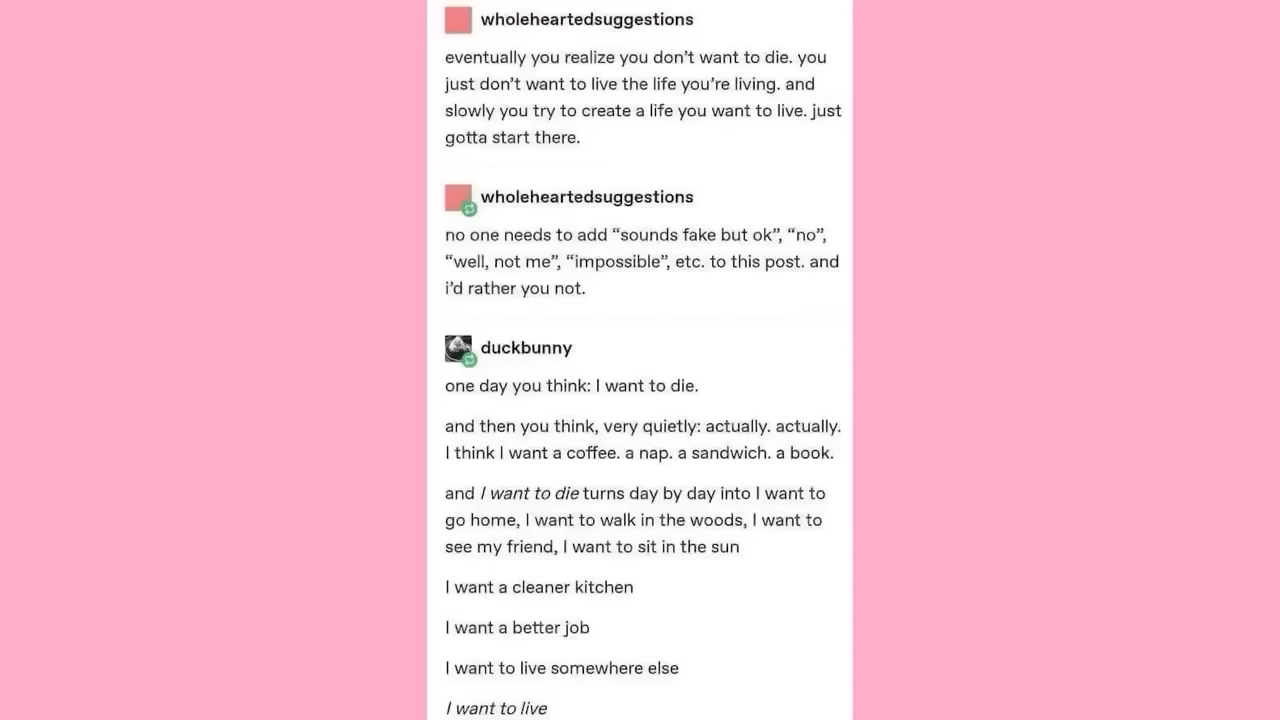 wholeheartedsuggestions
eventually you realize you don’t want to die. you
just don’t want to live the life you’re living. and
slowly you try to create a life you want to live. just
gotta start there.
wholeheartedsuggestions
no one needs to add “sounds fake but ok”, “no”,
“well, not me”, “impossible”, etc. to this post. and
i’d rather you not.
duckbunny
one day you think: I want to die.
and then you think, very quietly: actually. actually.
I think I want a coffee. a nap. a sandwich. a book.
and I want to die turns day by day into I want to
go home, I want to walk in the woods, I want to
see my friend, I want to sit in the sun
I want a cleaner kitchen
I want a better job
I want to live somewhere else
I want to live